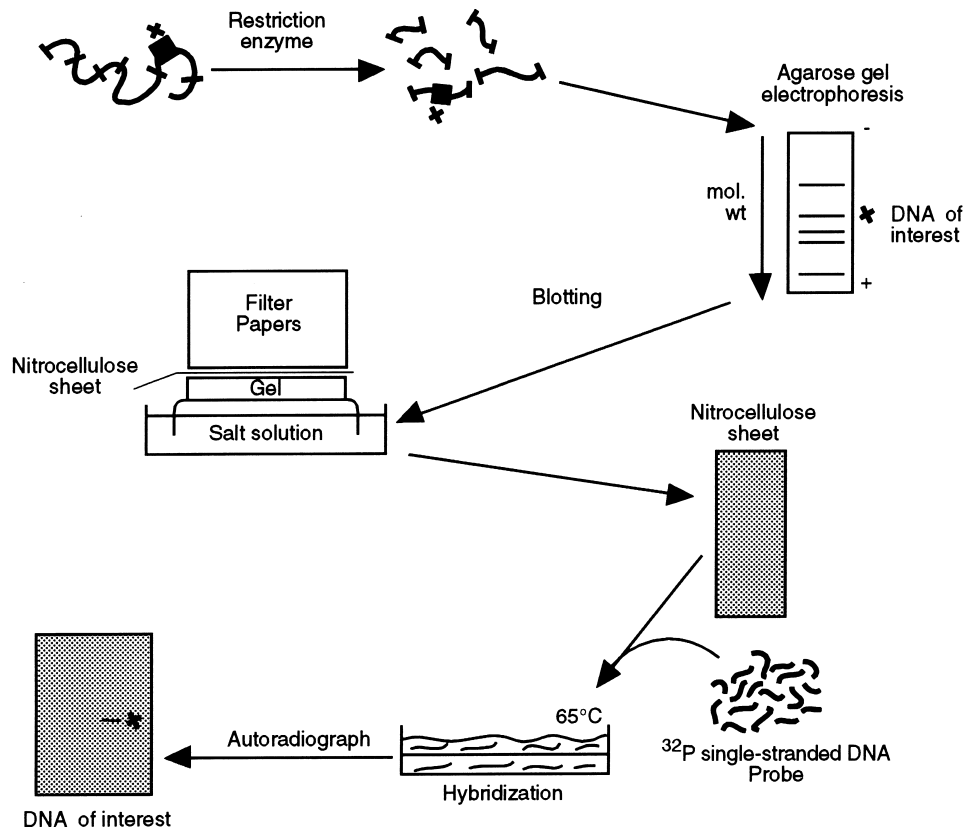 Restriction
enzyme
Agarose gel
electrophoresis
-
mol.
wt
DNA of
interest
+
Blotting
Filter
Papers
Nitrocellulose
sheet
Gel
Salt solution
Nitrocellulose
sheet
65°C
32P single-stranded DNA
Probe
Hybridization
Autoradiograph
DNA of interest